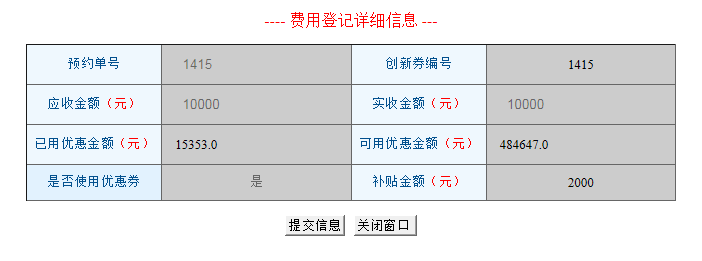 ---- 费用登记详细信息 ---
预约单号 1415 创新券编号 1415
应收金额（元） 10000 实收金额（元） 10000
已用优惠金额（元） 15353.0 可用优惠金额（元） 484647.0
是否使用优惠券 是 补贴金额（元） 2000
提交信息 关闭窗口